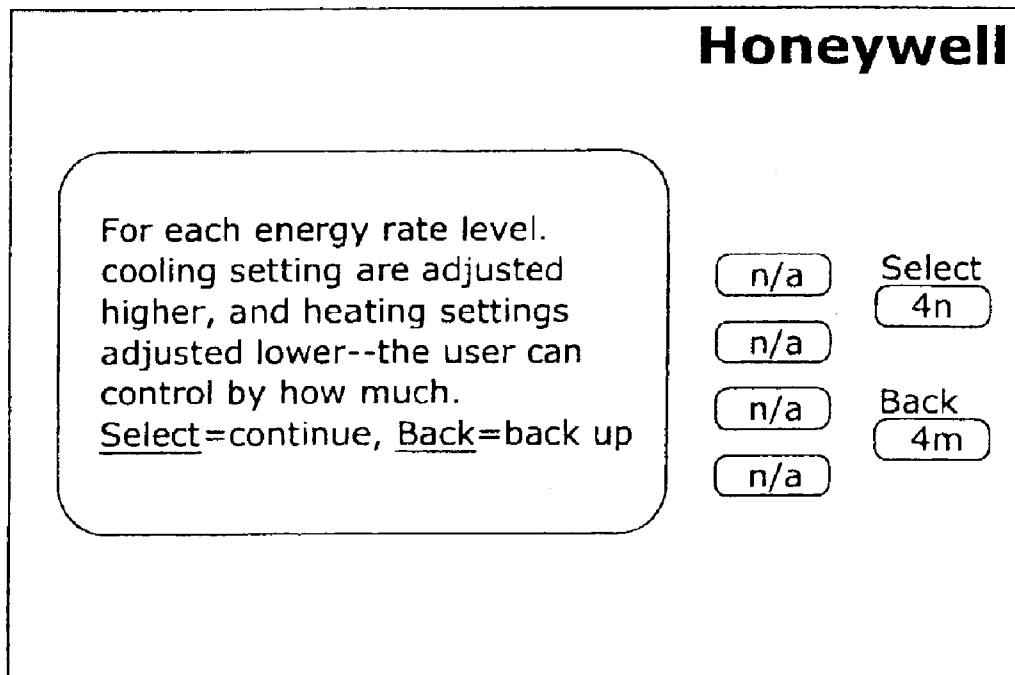 Honeywell
For each energy rate level.
cooling setting are adjusted
higher, and heating settings
adjusted lower--the user can
control by how much.
Select=continue, Back=back up
n/a
n/a
n/a
n/a
Select
4n
Back
4m